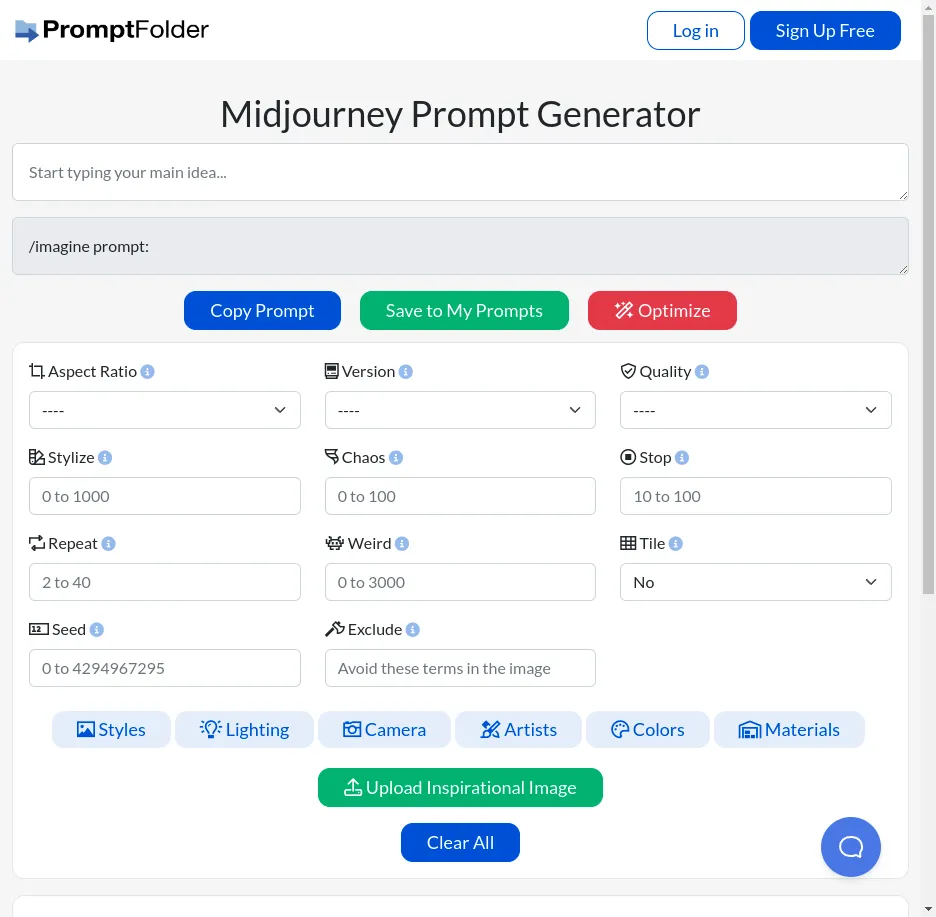 PromptFolder
Log in
Sign Up Free
Midjourney Prompt Generator
Start typing your main idea...
/imagine prompt:
Copy Prompt
Save to My Prompts
Optimize
Aspect Ratio
Version
Quality
----
----
----
Stylize
Chaos
Stop
0 to 1000
0 to 100
10 to 100
Repeat
Weird
Tile
2 to 40
0 to 3000
No
Seed
Exclude
0 to 4294967295
Avoid these terms in the image
Styles
Lighting
Camera
Artists
Colors
Materials
Upload Inspirational Image
Clear All